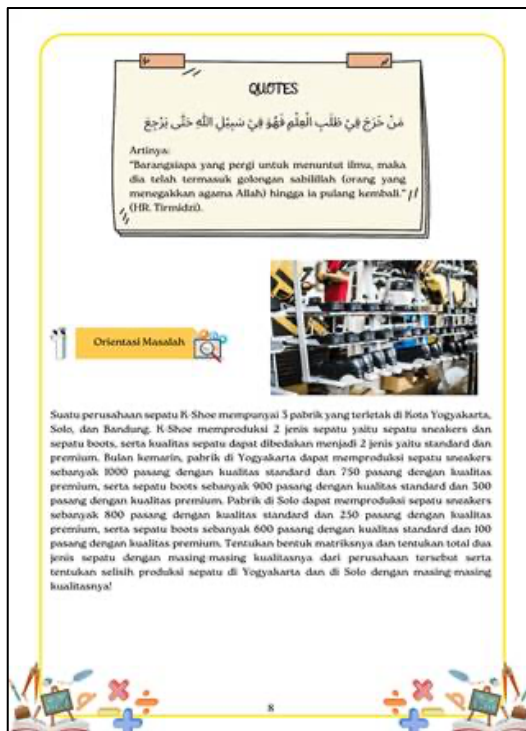 QUOTES
مَنْ خَرَجَ فِيْ طَلَبِ الْعِلْمِ فَهُوَ فِيْ سَبِيْلِ اللَّهِ حَتَّى يَرْجِعَ
Artinya:
"Barangsiapa yang pergi untuk menuntut ilmu, maka
dia telah termasuk golongan sabilillah (orang yang
menegakkan agama Allah) hingga ia pulang kembali."
(HR. Tirmidzi).
Orientasi Masalah
Suatu perusahaan sepatu K-Shoe mempunyai 3 pabrik yang terletak di Kota Yogyakarta,
Solo, dan Bandung. K-Shoe memproduksi 2 jenis sepatu yaitu sepatu sneakers dan
sepatu boots, serta kualitas sepatu dapat dibedakan menjadi 2 jenis yaitu standard dan
premium. Bulan kemarin, pabrik di Yogyakarta dapat memproduksi sepatu sneakers
sebanyak 1000 pasang dengan kualitas standard dan 750 pasang dengan kualitas
premium, serta sepatu boots sebanyak 900 pasang kualitas standard dan 300
pasang dengan kualitas premium. Pabrik di Solo dapat memproduksi sepatu sneakers
sebanyak 800 pasang dengan kualitas standard dan 250 pasang dengan kualitas
premium, serta sepatu boots sebanyak 600 pasang dengan kualitas standard dan 100
pasang dengan kualitas premium. Tentukan bentuk matriksnya dan tentukan total dua
jenis sepatu dengan masing-masing kualitasnya dari perusahaan tersebut serta
tentukan selisih produksi sepatu di Yogyakarta dan di Solo dengan masing-masing
kualitasnya!
8